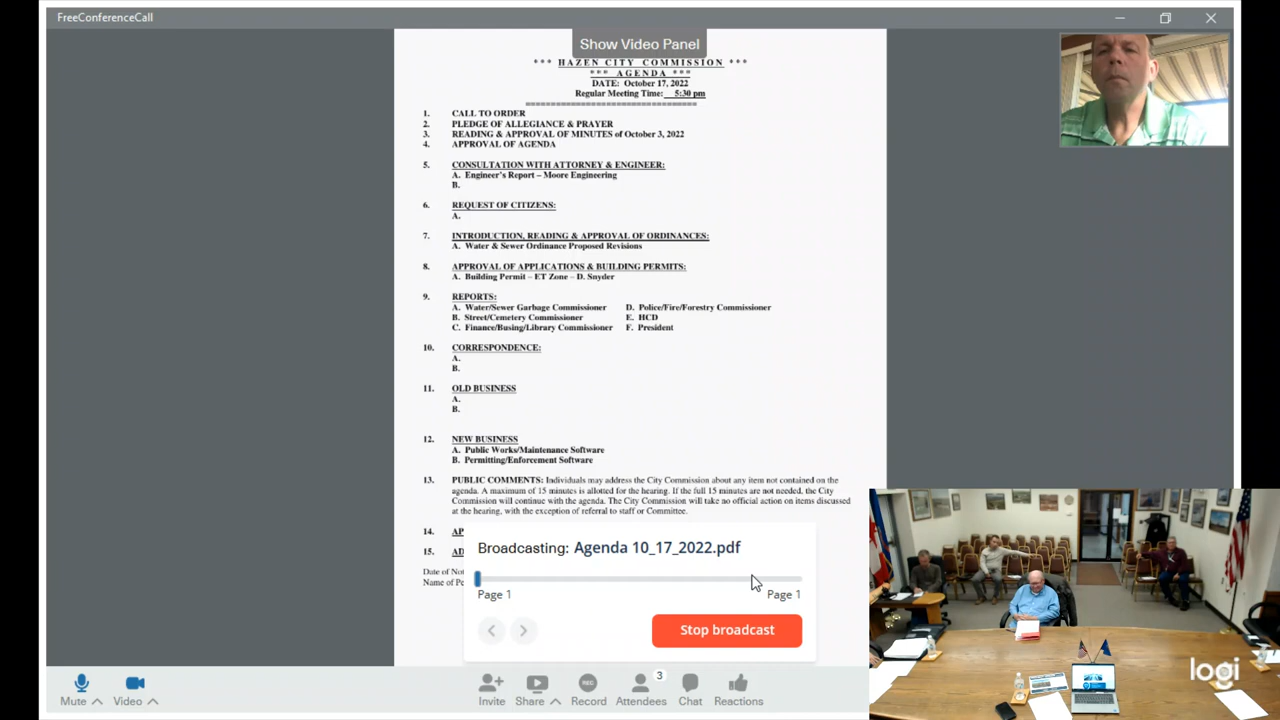 FreeConferenceCall
Show Video Panel
*** HAZEN CITY COMMISSION ***
*** AGENDA ***
DATE: October 17, 2022
Regular Meeting Time: 5:30 pm
==================================
1. CALL TO ORDER
2. PLEDGE OF ALLEGIANCE & PRAYER
3. READING & APPROVAL OF MINUTES of October 3, 2022
4. APPROVAL OF AGENDA
5. CONSULTATION WITH ATTORNEY & ENGINEER:
A. Engineer's Report – Moore Engineering
B.
6. REQUEST OF CITIZENS:
A.
7. INTRODUCTION, READING & APPROVAL OF ORDINANCES:
A. Water & Sewer Ordinance Proposed Revisions
8. APPROVAL OF APPLICATIONS & BUILDING PERMITS:
A. Building Permit – ET Zone – D. Snyder
9. REPORTS:
A. Water/Sewer Garbage Commissioner D. Police/Fire/Forestry Commissioner
B. Street/Cemetery Commissioner E. HCD
C. Finance/Busing/Library Commissioner F. President
10. CORRESPONDENCE:
A.
B.
11. OLD BUSINESS
A.
B.
12. NEW BUSINESS
A. Public Works/Maintenance Software
B. Permitting/Enforcement Software
13. PUBLIC COMMENTS: Individuals may address the City Commission about any item not contained on the
agenda. A maximum of 15 minutes is allotted for the hearing. If the full 15 minutes are not needed, the City
Commission will continue with the agenda. The City Commission will take no official action on items discussed
at the hearing, with the exception of referral to staff or Committee.
14. AP
15. AD
Date of Not
Name of Pe
Broadcasting: Agenda 10_17_2022.pdf
Page 1 Page 1
Stop broadcast
Mute Video Invite Share REC Record Attendees 3 Chat Reactions
logi